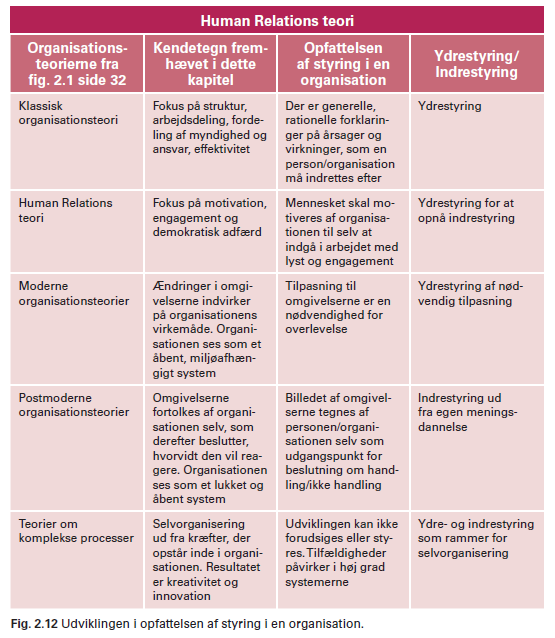 Human Relations teori
Organisations-
teorierne fra
fig. 2.1 side 32
Kendetegn frem-
hævet i dette
kapitel
Opfattelsen
af styring i en
organisation
Ydrestyring/
Indrestyring
Klassisk
organisationsteori
Fokus på struktur,
arbejdsdeling, forde-
ling af myndighed og
ansvar, effektivitet
Der er generelle,
rationelle forklarin-
ger på årsager og
virkninger, som en
person/organisation
må indrettes efter
Ydrestyring
Human Relations
teori
Fokus på motivation,
engagement og
demokratisk adfærd
Mennesket skal mo-
tiveres af organisa-
tionen til selv at
indgå i arbejdet med
lyst og engagement
Ydrestyring for at
opnå indrestyring
Moderne
organisationsteorier
Ændringer i omgi-
velserne indvirker
på organisationens
virkemåde. Organi-
sationen ses som et
åbent, miljøafhæn-
gigt system
Tilpasning til
omgivelserne er en
nødvendighed for
overlevelse
Ydrestyring af nød-
vendig tilpasning
Postmoderne
organisationsteorier
Omgivelserne
fortolkes af organi-
sationen selv, som
derefter beslutter,
hvorvidt den vil rea-
gere. Organisationen
ses som et lukket og
åbent system
Billedet af omgivel-
serne tegnes af
personen/organi-
sationen selv som
udgangspunkt for
beslutning om hand-
ling/ikke handling
Indrestyring ud
fra egen menings-
dannelse
Teorier om
komplekse processer
Selvorganisering
ud fra kræfter, der
opstår inde i organi-
sationen. Resultatet
er kreativitet og
innovation
Udviklingen kan ikke
forudsiges eller sty-
res. Tilfældigheder
påvirker i høj grad
systemerne
Ydre- og indrestyring
som rammer for
selvorganisering
Fig. 2.12 Udviklingen i opfattelsen af styring i en organisation.